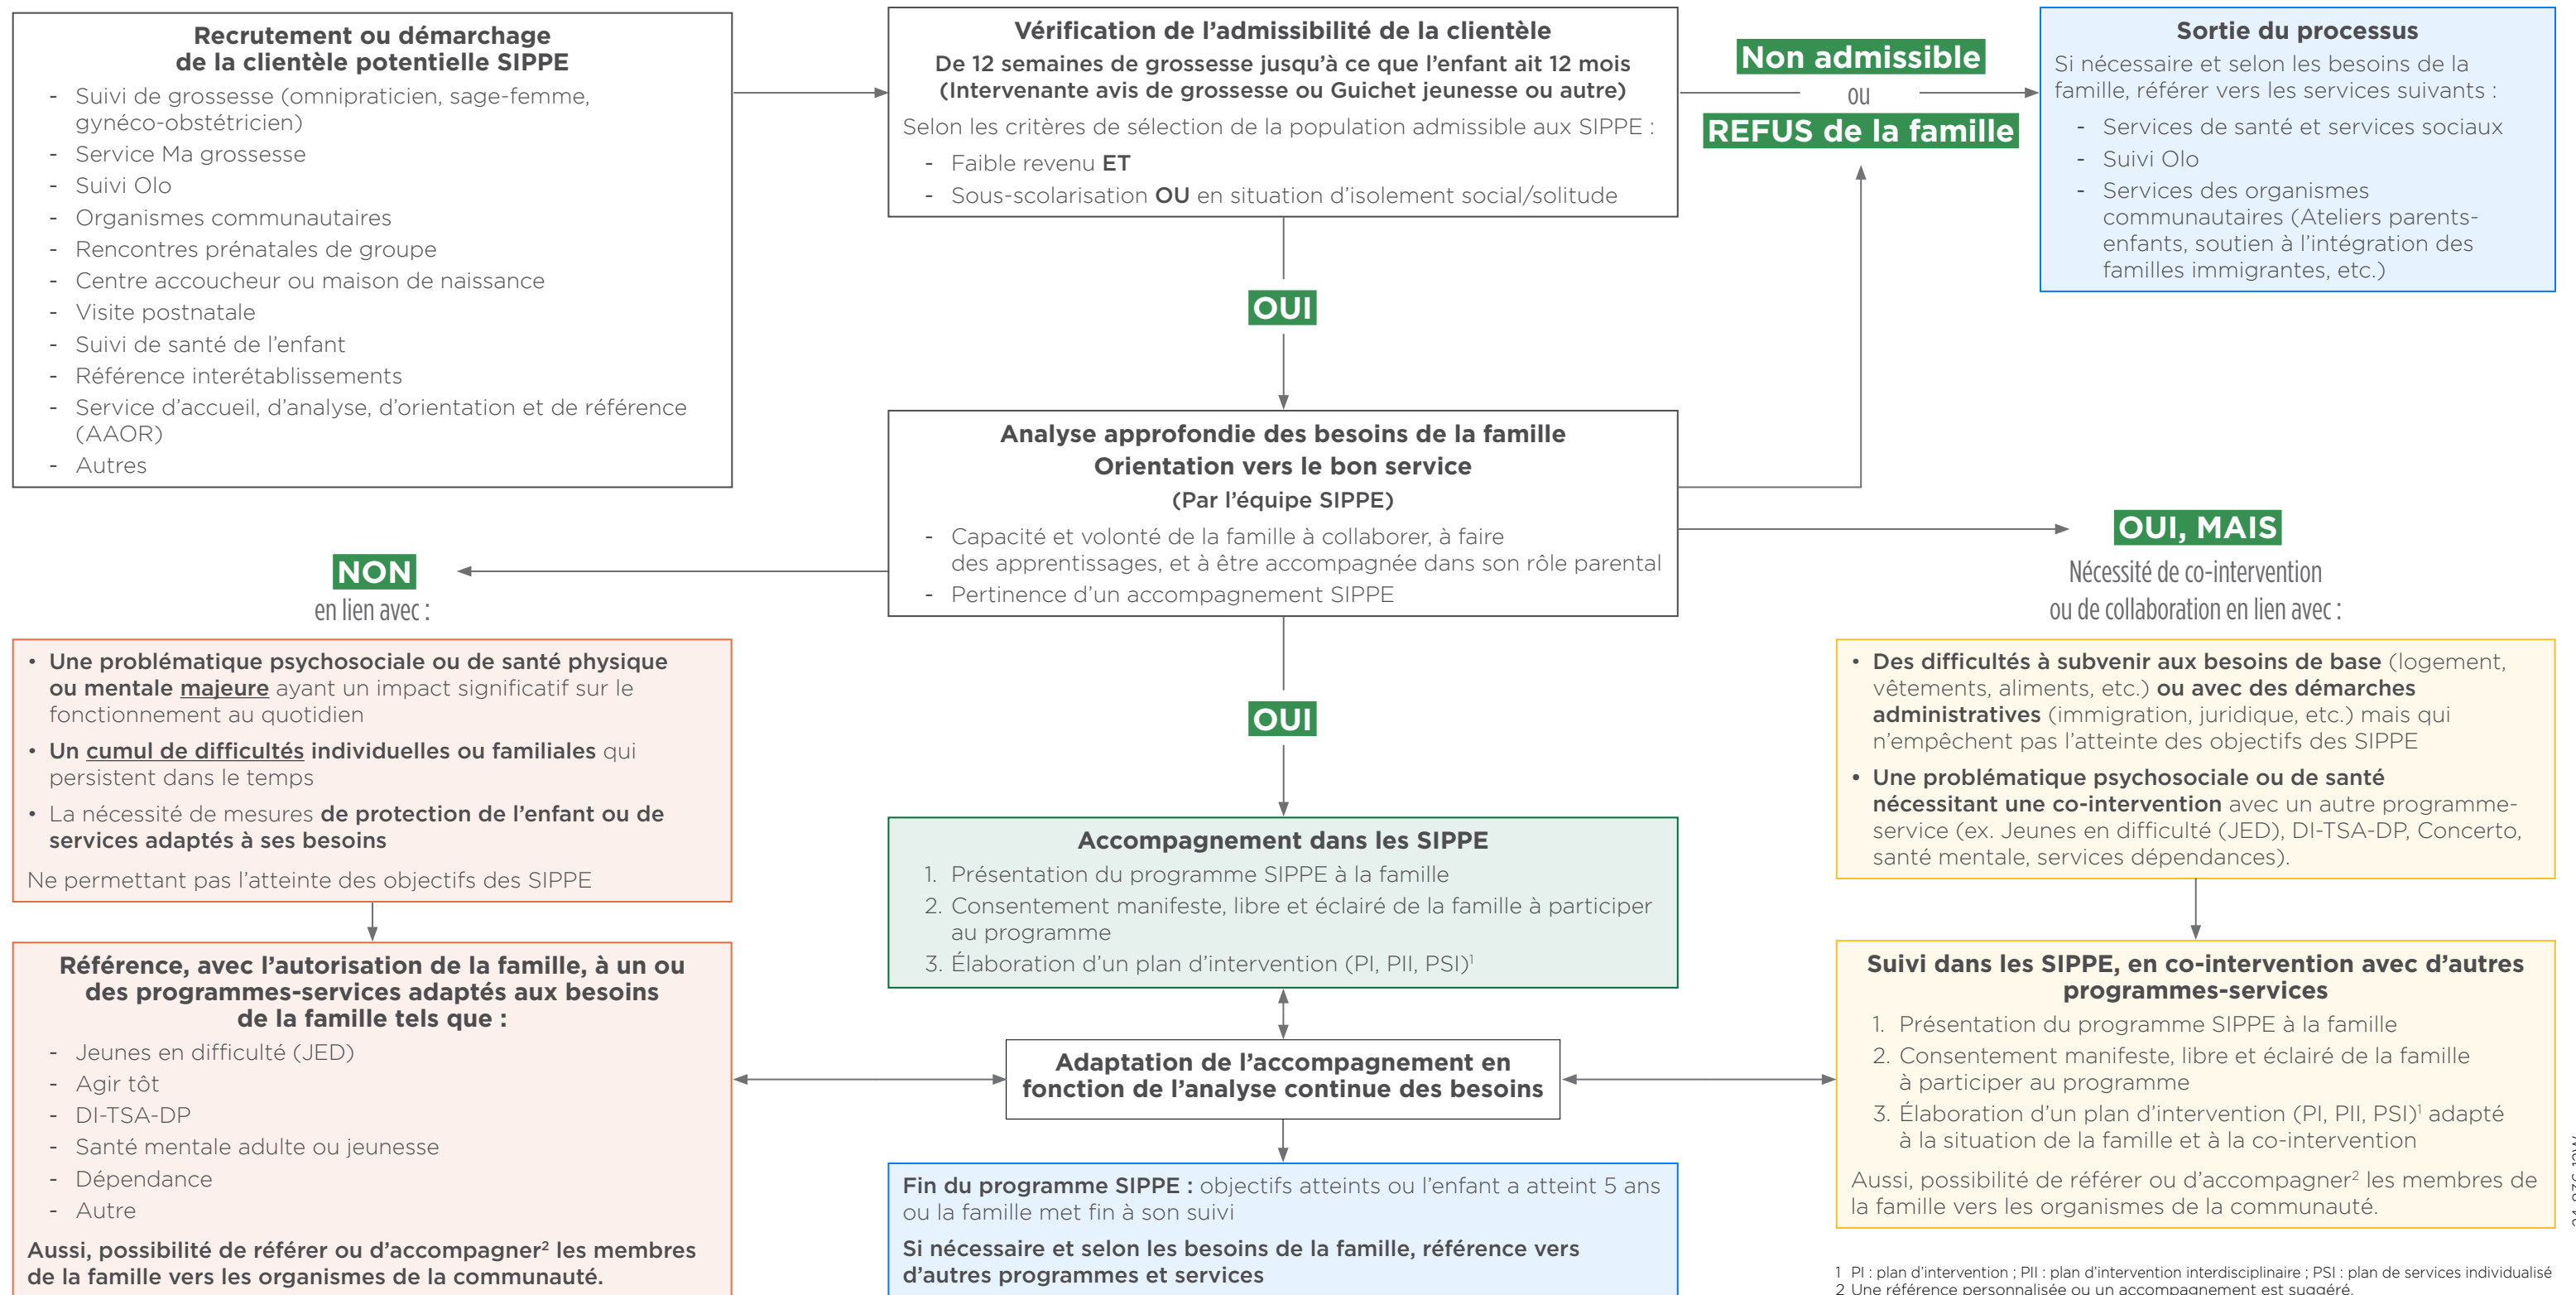 Recrutement ou démarchage
de la clientèle potentielle SIPPE
- Suivi de grossesse (omnipraticien, sage-femme,
gynéco-obstétricien)
- Service Ma grossesse
- Suivi Olo
- Organismes communautaires
- Rencontres prénatales de groupe
- Centre accoucheur ou maison de naissance
- Visite postnatale
- Suivi de santé de l’enfant
- Référence interétablissements
- Service d’accueil, d’analyse, d’orientation et de référence
(AAOR)
- Autres
Vérification de l’admissibilité de la clientèle
De 12 semaines de grossesse jusqu’à ce que l’enfant ait 12 mois
(Intervenante avis de grossesse ou Guichet jeunesse ou autre)
Selon les critères de sélection de la population admissible aux SIPPE :
- Faible revenu ET
- Sous-scolarisation OU en situation d’isolement social/solitude
Non admissible
ou
REFUS de la famille
Sortie du processus
Si nécessaire et selon les besoins de la
famille, référer vers les services suivants :
- Services de santé et services sociaux
- Suivi Olo
- Services des organismes
communautaires (Ateliers parents-
enfants, soutien à l’intégration des
familles immigrantes, etc.)
OUI
Analyse approfondie des besoins de la famille
Orientation vers le bon service
(Par l’équipe SIPPE)
- Capacité et volonté de la famille à collaborer, à faire
des apprentissages, et à être accompagnée dans son rôle parental
- Pertinence d’un accompagnement SIPPE
NON
en lien avec :
• Une problématique psychosociale ou de santé physique
ou mentale majeure ayant un impact significatif sur le
fonctionnement au quotidien
• Un cumul de difficultés individuelles ou familiales qui
persistent dans le temps
• La nécessité de mesures de protection de l’enfant ou de
services adaptés à ses besoins
Ne permettant pas l’atteinte des objectifs des SIPPE
Référence, avec l’autorisation de la famille, à un ou
des programmes-services adaptés aux besoins
de la famille tels que :
- Jeunes en difficulté (JED)
- Agir tôt
- DI-TSA-DP
- Santé mentale adulte ou jeunesse
- Dépendance
- Autre
Aussi, possibilité de référer ou d’accompagner² les membres
de la famille vers les organismes de la communauté.
OUI
Accompagnement dans les SIPPE
1. Présentation du programme SIPPE à la famille
2. Consentement manifeste, libre et éclairé de la famille à participer
au programme
3. Élaboration d’un plan d’intervention (PI, PII, PSI)¹
Adaptation de l’accompagnement en
fonction de l’analyse continue des besoins
Fin du programme SIPPE : objectifs atteints ou l’enfant a atteint 5 ans
ou la famille met fin à son suivi
Si nécessaire et selon les besoins de la famille, référence vers
d’autres programmes et services
OUI, MAIS
Nécessité de co-intervention
ou de collaboration en lien avec :
• Des difficultés à subvenir aux besoins de base (logement,
vêtements, aliments, etc.) ou avec des démarches
administratives (immigration, juridique, etc.) mais qui
n’empêchent pas l’atteinte des objectifs des SIPPE
• Une problématique psychosociale ou de santé
nécessitant une co-intervention avec un autre programme-
service (ex. Jeunes en difficulté (JED), DI-TSA-DP, Concerto,
santé mentale, services dépendances).
Suivi dans les SIPPE, en co-intervention avec d’autres
programmes-services
1. Présentation du programme SIPPE à la famille
2. Consentement manifeste, libre et éclairé de la famille
à participer au programme
3. Élaboration d’un plan d’intervention (PI, PII, PSI)¹ adapté
à la situation de la famille et à la co-intervention
Aussi, possibilité de référer ou d’accompagner² les membres de
la famille vers les organismes de la communauté.
1 PI : plan d’intervention ; PII : plan d’intervention interdisciplinaire ; PSI : plan de services individualisé
2 Une référence personnalisée ou un accompagnement est suggéré.